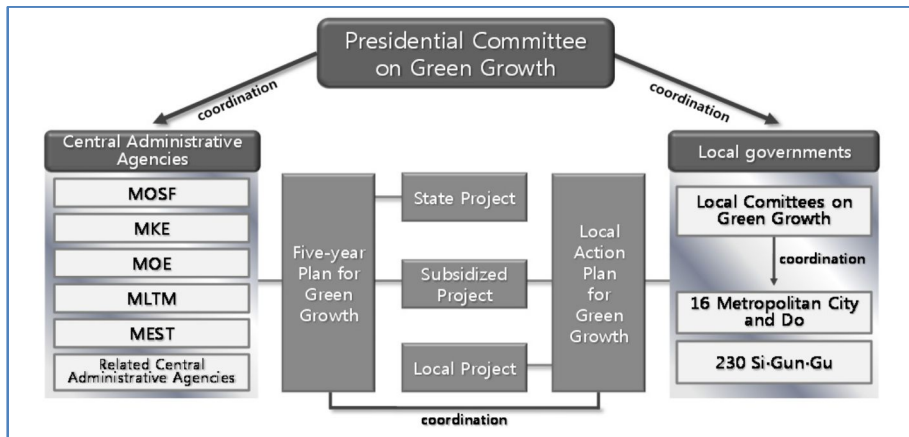 Presidential Committee
on Green Growth
coordination
coordination
Central Administrative
Agencies
MOSF
MKE
MOE
MLTM
MEST
Related Central
Administrative Agencies
Five-year
Plan for
Green
Growth
State Project
Subsidized
Project
Local Project
Local
Action
Plan
for
Green
Growth
coordination
Local governments
Local Comittees on
Green Growth
coordination
16 Metropolitan City
and Do
230 Si·Gun·Gu